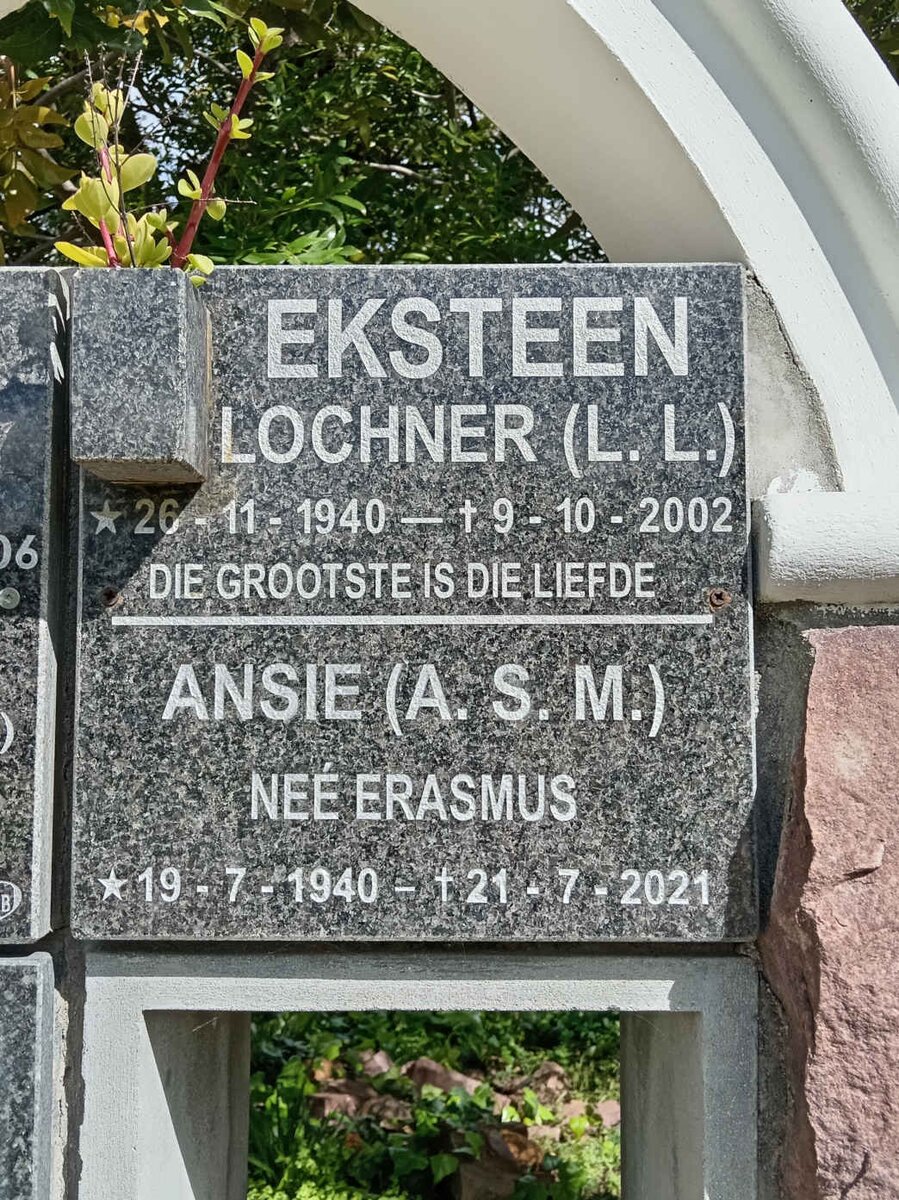 EKSTEEN
LOCHNER (L. L.)
★ 26 - 11 - 1940 — † 9 - 10 - 2002
DIE GROOTSTE IS DIE LIEFDE
ANSIE (A. S. M.)
NEÉ ERASMUS
★ 19 - 7 - 1940 – † 21 - 7 - 2021
06
)
B